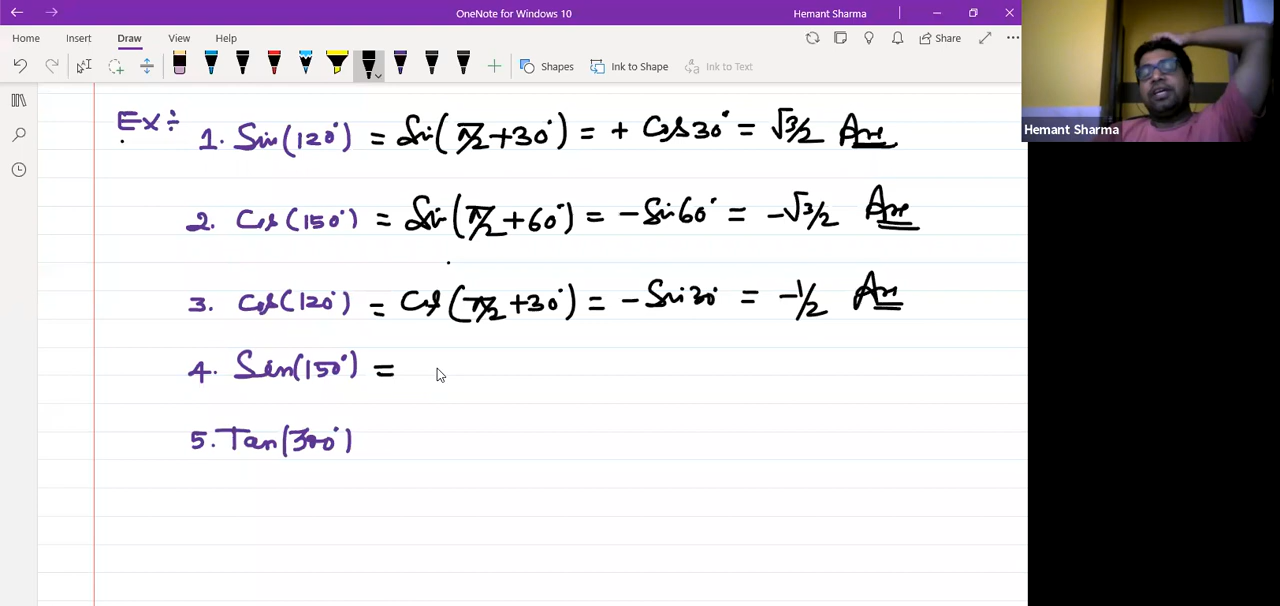 OneNote for Windows 10
Hemant Sharma
Home Insert Draw View Help
Share
Shapes Ink to Shape Ink to Text
Hemant Sharma
Ex÷
1. Sin(120°) = Sin(π/2+30°) = + Cos30° = √3/2 Ans
2. Cos(150°) = Sin(π/2+60°) = -Sin60° = -√3/2 Ans
3. Cos(120°) = Cos(π/2+30°) = -Sin30° = -1/2 Ans
4. Sin(150°) =
5. Tan(300°)